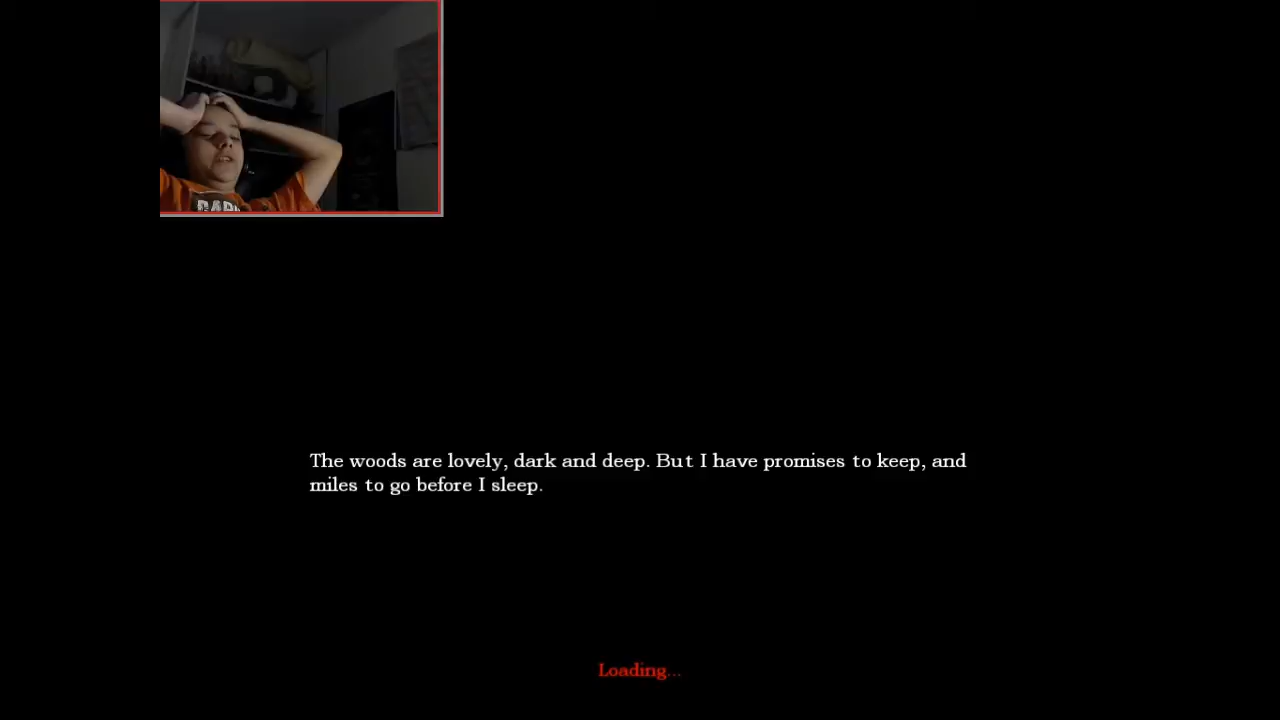 The woods are lovely, dark and deep. But I have promises to keep, and
miles to go before I sleep.
Loading...